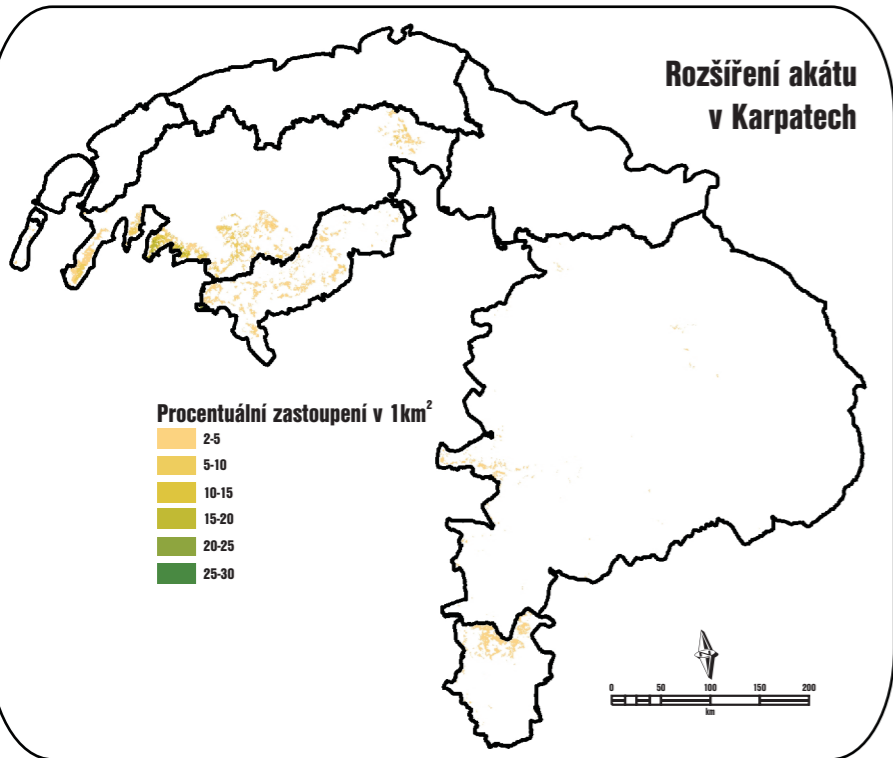 Rozšíření akátu
v Karpatech
Procentuální zastoupení v 1km²
2-5
5-10
10-15
15-20
20-25
25-30
0 50 100 150 200
km